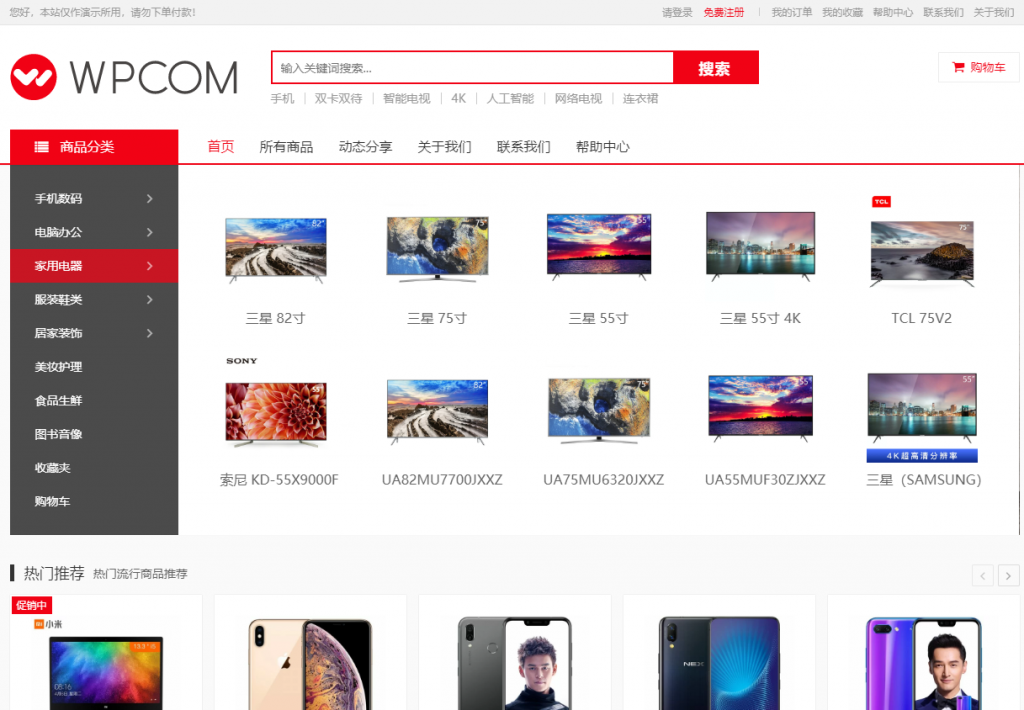 您好，本站仅作演示所用，请勿下单付款！
请登录 免费注册 我的订单 我的收藏 帮助中心 联系我们 关于我们
WPCOM
输入关键词搜索... 搜索
购物车
手机 双卡双待 智能电视 4K 人工智能 网络电视 连衣裙
商品分类 首页 所有商品 动态分享 关于我们 联系我们 帮助中心
手机数码
电脑办公
家用电器
服装鞋类
居家装饰
美妆护理
食品生鲜
图书音像
收藏夹
购物车
TCL
82" 75" 55" 75"
三星 82寸 三星 75寸 三星 55寸 三星 55寸 4K TCL 75V2
SONY
55" 82" 75" 55" 55"
4K超高清分辨率
索尼 KD-55X9000F UA82MU7700JXXZ UA75MU6320JXXZ UA55MUF30ZJXXZ 三星（SAMSUNG）
热门推荐 热门流行商品推荐
促销中
小米
13.3"
05:16
NEX